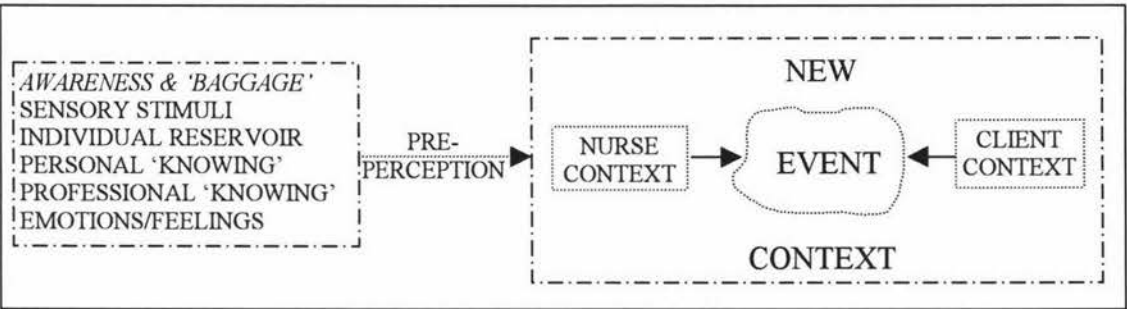 AWARENESS & 'BAGGAGE'
SENSORY STIMULI
INDIVIDUAL RESERVOIR
PERSONAL 'KNOWING'
PROFESSIONAL 'KNOWING'
EMOTIONS/FEELINGS
PRE-
PERCEPTION
NEW
NURSE
CONTEXT
EVENT
CLIENT
CONTEXT
CONTEXT